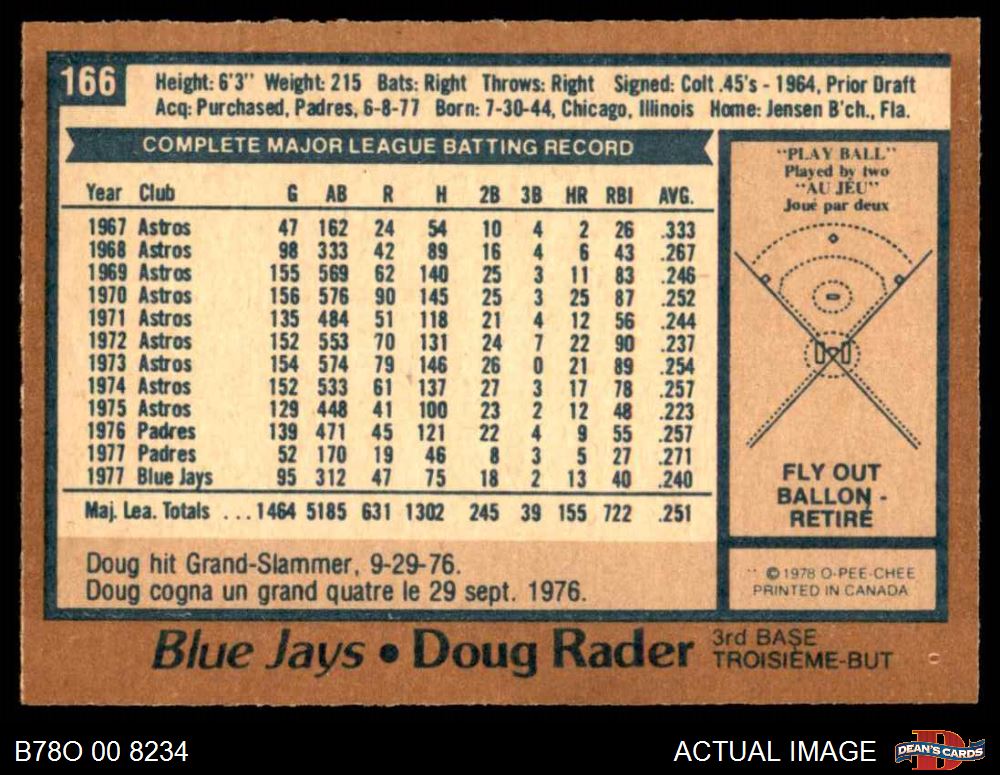 166
Height: 6'3" Weight: 215 Bats: Right Throws: Right Signed: Colt .45's - 1964, Prior Draft
Acq: Purchased, Padres, 6-8-77 Born: 7-30-44, Chicago, Illinois Home: Jensen B'ch., Fla.
COMPLETE MAJOR LEAGUE BATTING RECORD
Year Club G AB R H 2B 3B HR RBI AVG.
1967 Astros 47 162 24 54 10 4 2 26 .333
1968 Astros 98 333 42 89 16 4 6 43 .267
1969 Astros 155 569 62 140 25 3 11 83 .246
1970 Astros 156 576 90 145 25 3 25 87 .252
1971 Astros 135 484 51 118 21 4 12 56 .244
1972 Astros 152 553 70 131 24 7 22 90 .237
1973 Astros 154 574 79 146 26 0 21 89 .254
1974 Astros 152 533 61 137 27 3 17 78 .257
1975 Astros 129 448 41 100 23 2 12 48 .223
1976 Padres 139 471 45 121 22 4 9 55 .257
1977 Padres 52 170 19 46 8 3 5 27 .271
1977 Blue Jays 95 312 47 75 18 2 13 40 .240
Maj. Lea. Totals ... 1464 5185 631 1302 245 39 155 722 .251
Doug hit Grand-Slammer, 9-29-76.
Doug cogna un grand quatre le 29 sept. 1976.
"PLAY BALL"
Played by two
"AU JÉU"
Joué par deux
FLY OUT
BALLON -
RETIRÉ
© 1978 O-PEE-CHEE
PRINTED IN CANADA
Blue Jays • Doug Rader
3rd BASE
TROISIÈME-BUT
B78O 00 8234
ACTUAL IMAGE
DEAN'S CARDS